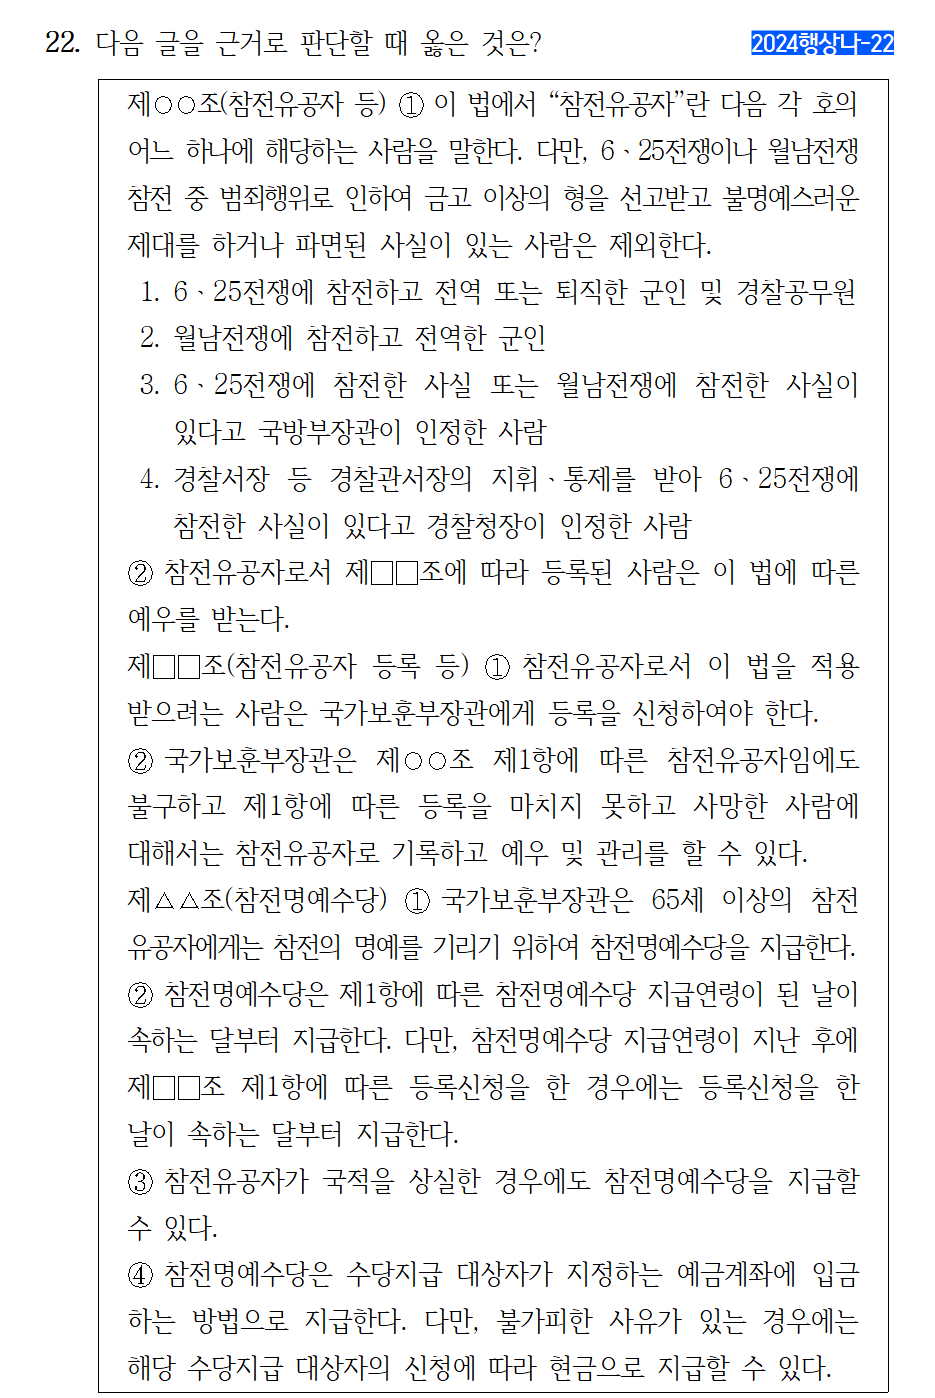 22. 다음 글을 근거로 판단할 때 옳은 것은?
2024행상나-22
제○○조(참전유공자 등) ① 이 법에서 “참전유공자”란 다음 각 호의
어느 하나에 해당하는 사람을 말한다. 다만, 6ㆍ25전쟁이나 월남전쟁
참전 중 범죄행위로 인하여 금고 이상의 형을 선고받고 불명예스러운
제대를 하거나 파면된 사실이 있는 사람은 제외한다.
1. 6ㆍ25전쟁에 참전하고 전역 또는 퇴직한 군인 및 경찰공무원
2. 월남전쟁에 참전하고 전역한 군인
3. 6ㆍ25전쟁에 참전한 사실 또는 월남전쟁에 참전한 사실이
있다고 국방부장관이 인정한 사람
4. 경찰서장 등 경찰관서장의 지휘ㆍ통제를 받아 6ㆍ25전쟁에
참전한 사실이 있다고 경찰청장이 인정한 사람
② 참전유공자로서 제□□조에 따라 등록된 사람은 이 법에 따른
예우를 받는다.
제□□조(참전유공자 등록 등) ① 참전유공자로서 이 법을 적용
받으려는 사람은 국가보훈부장관에게 등록을 신청하여야 한다.
② 국가보훈부장관은 제○○조 제1항에 따른 참전유공자임에도
불구하고 제1항에 따른 등록을 마치지 못하고 사망한 사람에
대해서는 참전유공자로 기록하고 예우 및 관리를 할 수 있다.
제△△조(참전명예수당) ① 국가보훈부장관은 65세 이상의 참전
유공자에게는 참전의 명예를 기리기 위하여 참전명예수당을 지급한다.
② 참전명예수당은 제1항에 따른 참전명예수당 지급연령이 된 날이
속하는 달부터 지급한다. 다만, 참전명예수당 지급연령이 지난 후에
제□□조 제1항에 따른 등록신청을 한 경우에는 등록신청을 한
날이 속하는 달부터 지급한다.
③ 참전유공자가 국적을 상실한 경우에도 참전명예수당을 지급할
수 있다.
④ 참전명예수당은 수당지급 대상자가 지정하는 예금계좌에 입금
하는 방법으로 지급한다. 다만, 불가피한 사유가 있는 경우에는
해당 수당지급 대상자의 신청에 따라 현금으로 지급할 수 있다.